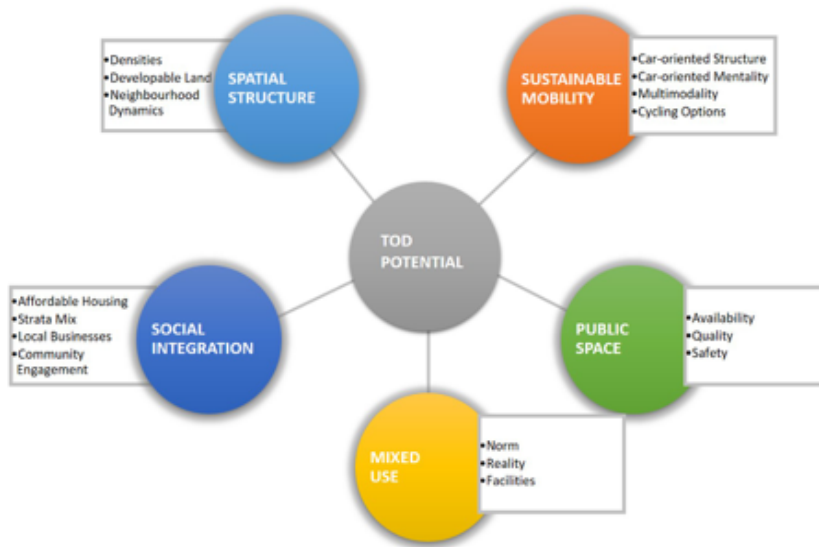 •Densities
•Developable Land
•Neighbourhood
Dynamics
SPATIAL
STRUCTURE
SUSTAINABLE
MOBILITY
•Car-oriented Structure
•Car-oriented Mentality
•Multimodality
•Cycling Options
TOD
POTENTIAL
•Affordable Housing
•Strata Mix
•Local Businesses
•Community
Engagement
SOCIAL
INTEGRATION
PUBLIC
SPACE
•Availability
•Quality
•Safety
MIXED
USE
•Norm
•Reality
•Facilities